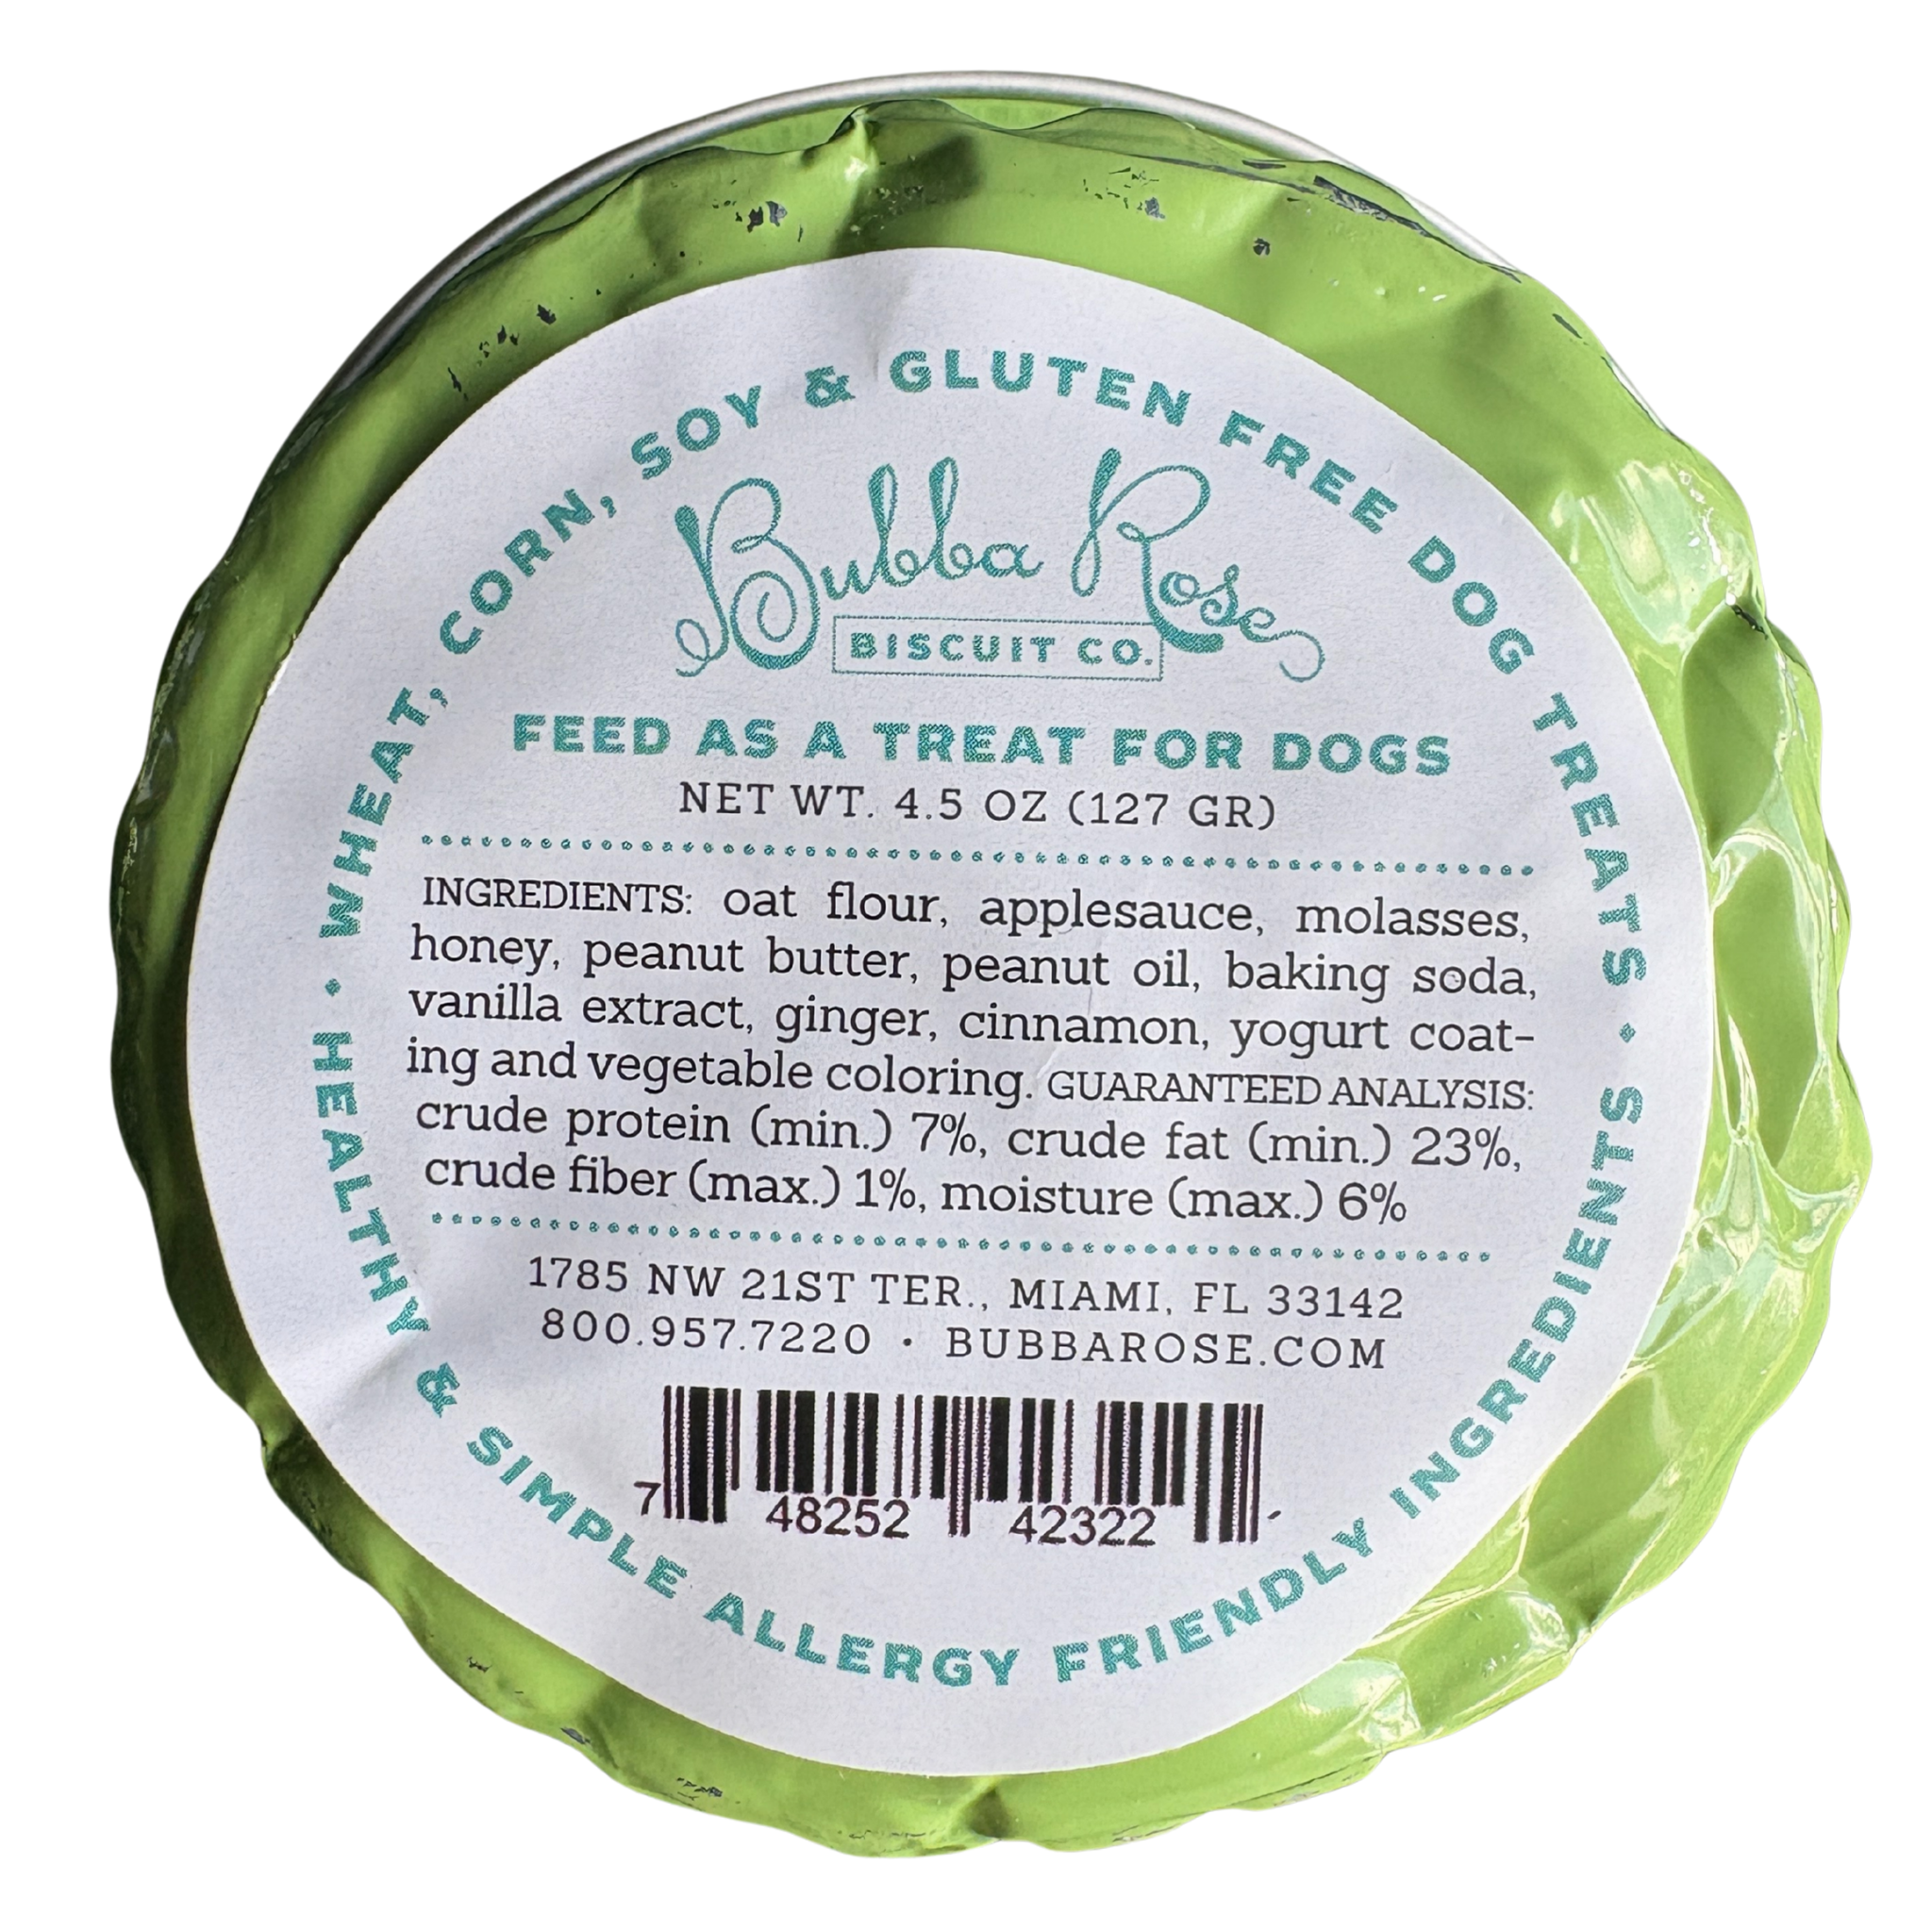 WHEAT, CORN, SOY & GLUTEN FREE DOG TREATS •
Bubba Rose
BISCUIT CO.
FEED AS A TREAT FOR DOGS
NET WT. 4.5 OZ (127 GR)
INGREDIENTS: oat flour, applesauce, molasses,
honey, peanut butter, peanut oil, baking soda,
vanilla extract, ginger, cinnamon, yogurt coat-
ing and vegetable coloring. GUARANTEED ANALYSIS:
crude protein (min.) 7%, crude fat (min.) 23%,
crude fiber (max.) 1%, moisture (max.) 6%
1785 NW 21ST TER., MIAMI, FL 33142
800.957.7220 • BUBBAROSE.COM
7 48252 42322
HEALTHY & SIMPLE ALLERGY FRIENDLY INGREDIENTS •